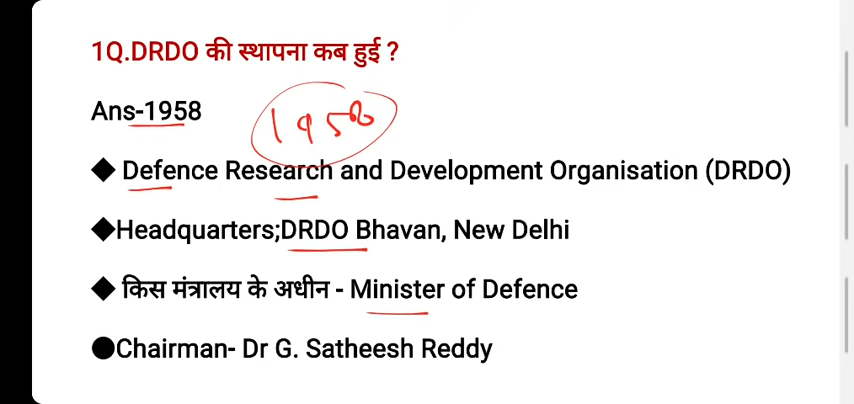 1Q.DRDO की स्थापना कब हुई ?
Ans-1958
1958
◆ Defence Research and Development Organisation (DRDO)
◆Headquarters;DRDO Bhavan, New Delhi
◆ किस मंत्रालय के अधीन - Minister of Defence
●Chairman- Dr G. Satheesh Reddy